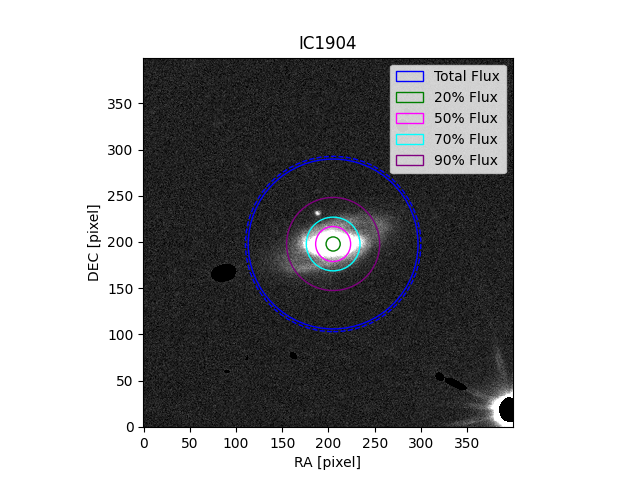 IC1904
Total Flux
20% Flux
50% Flux
70% Flux
90% Flux
DEC [pixel]
350
300
250
200
150
100
50
0
0 50 100 150 200 250 300 350
RA [pixel]